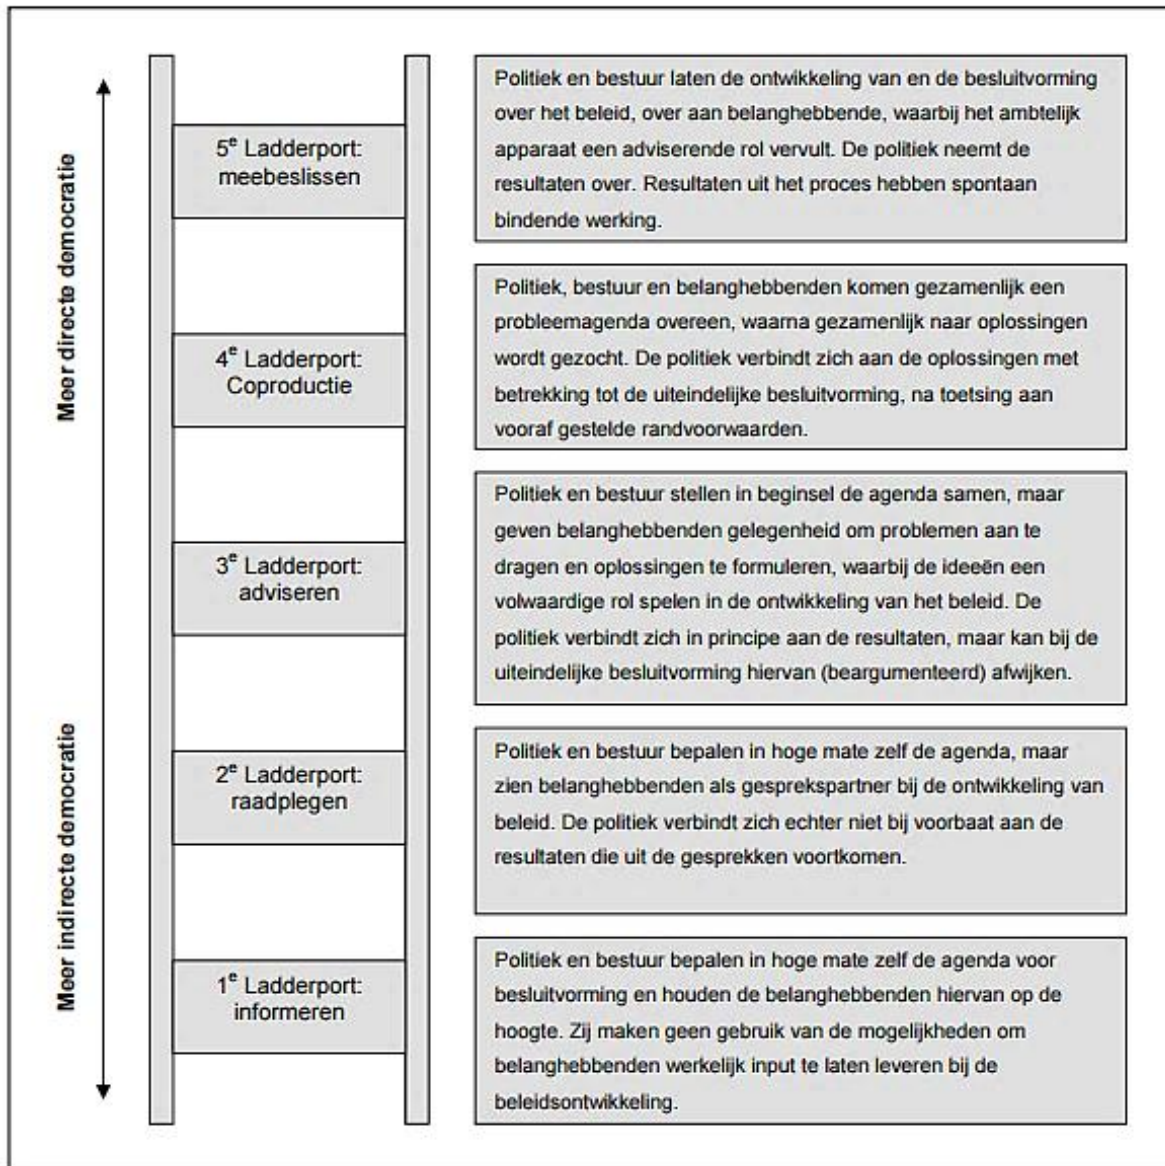 Meer directe democratie
Meer indirecte democratie
5e Ladderport:
meebeslissen
Politiek en bestuur laten de ontwikkeling van en de besluitvorming
over het beleid, over aan belanghebbende, waarbij het ambtelijk
apparaat een adviserende rol vervult. De politiek neemt de
resultaten over. Resultaten uit het proces hebben spontaan
bindende werking.
4e Ladderport:
Coproductie
Politiek, bestuur en belanghebbenden komen gezamenlijk een
probleemagenda overeen, waarna gezamenlijk naar oplossingen
wordt gezocht. De politiek verbindt zich aan de oplossingen met
betrekking tot de uiteindelijke besluitvorming, na toetsing aan
vooraf gestelde randvoorwaarden.
3e Ladderport:
adviseren
Politiek en bestuur stellen in beginsel de agenda samen, maar
geven belanghebbenden gelegenheid om problemen aan te
dragen en oplossingen te formuleren, waarbij de ideeën een
volwaardige rol spelen in de ontwikkeling van het beleid. De
politiek verbindt zich in principe aan de resultaten, maar kan bij de
uiteindelijke besluitvorming hiervan (beargumenteerd) afwijken.
2e Ladderport:
raadplegen
Politiek en bestuur bepalen in hoge mate zelf de agenda, maar
zien belanghebbenden als gesprekspartner bij de ontwikkeling van
beleid. De politiek verbindt zich echter niet bij voorbaat aan de
resultaten die uit de gesprekken voortkomen.
1e Ladderport:
informeren
Politiek en bestuur bepalen in hoge mate zelf de agenda voor
besluitvorming en houden de belanghebbenden hiervan op de
hoogte. Zij maken geen gebruik van de mogelijkheden om
belanghebbenden werkelijk input te laten leveren bij de
beleidsontwikkeling.